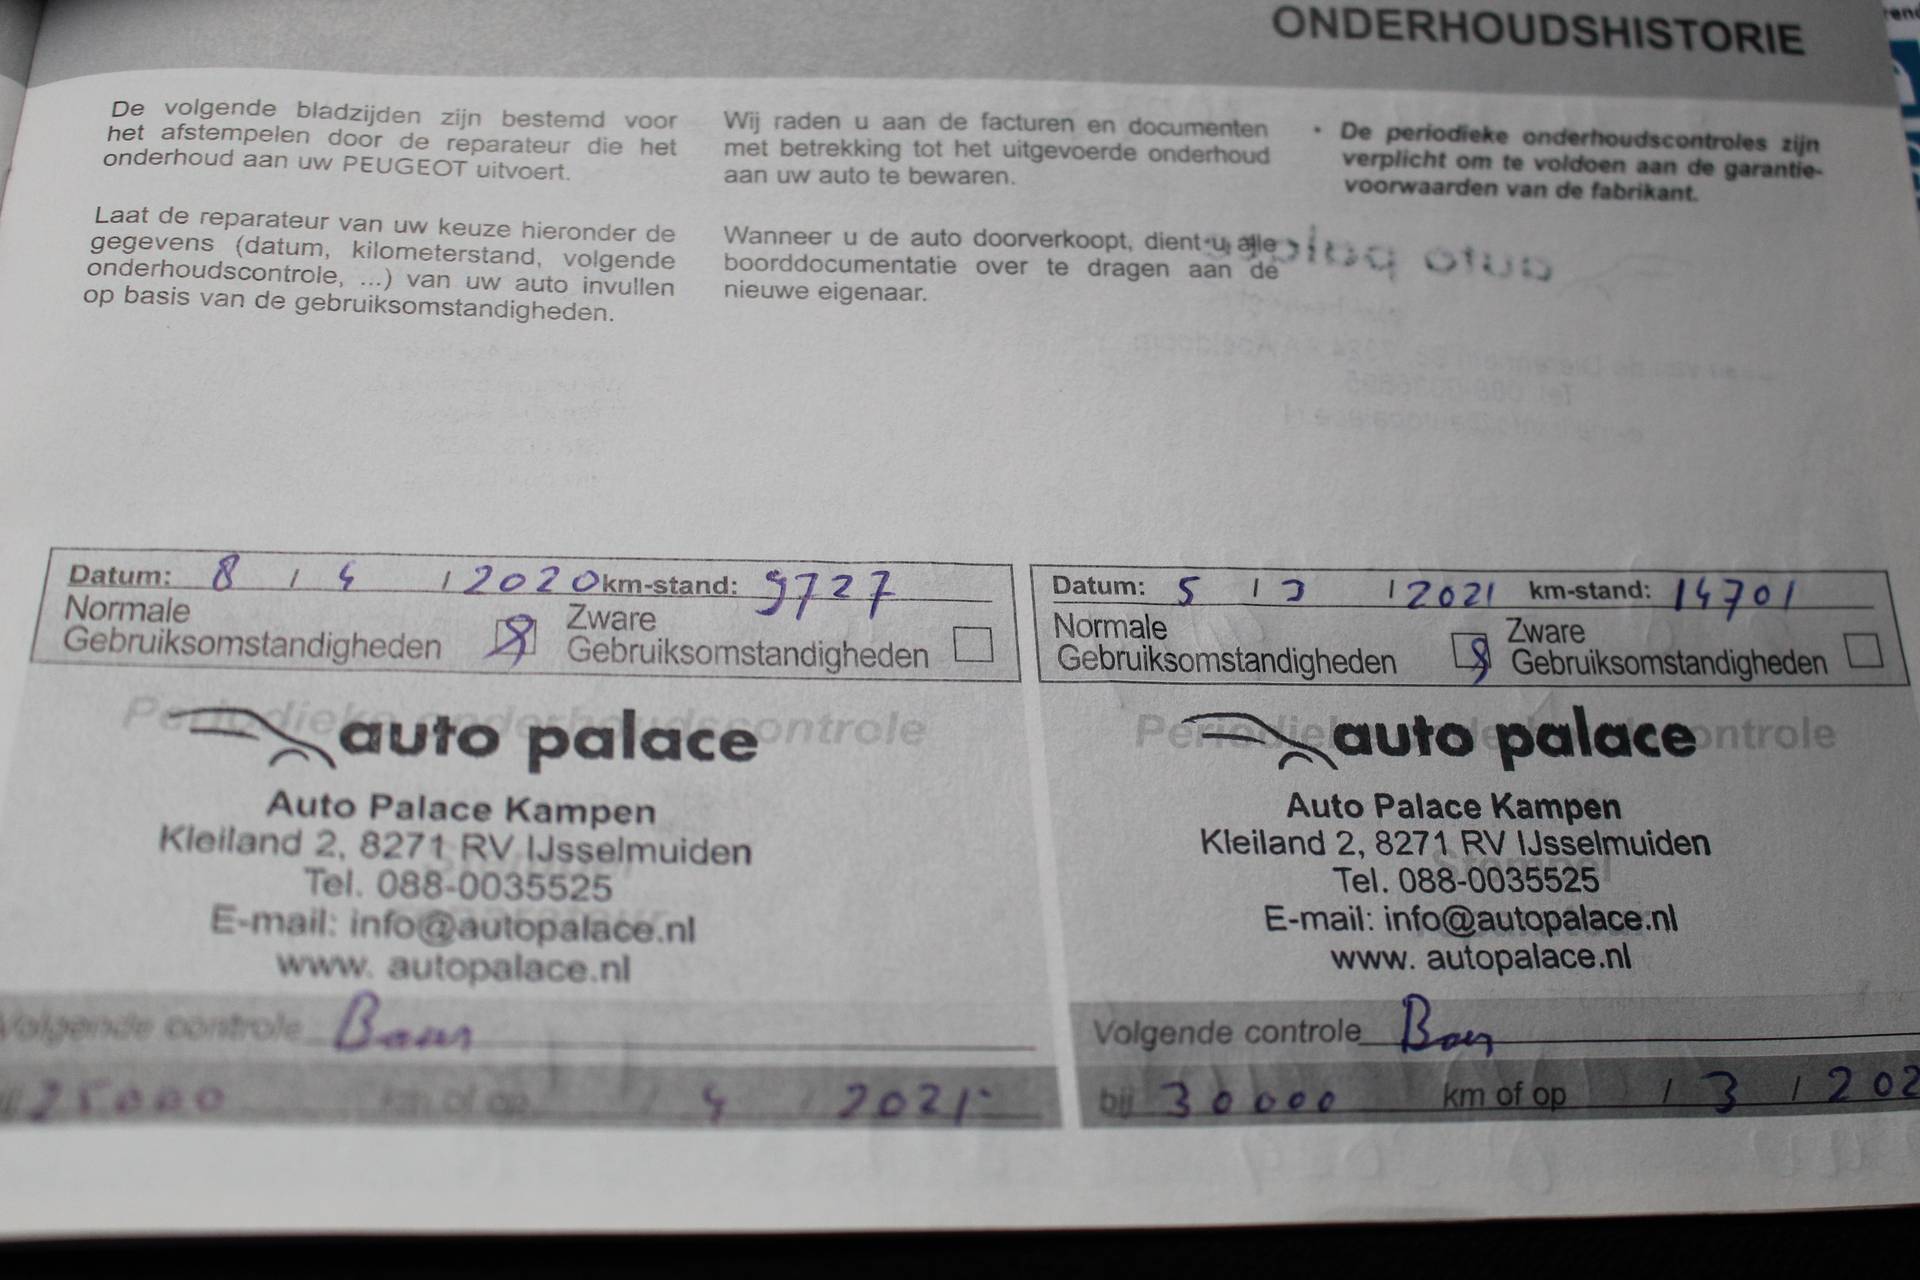 ONDERHOUDSHISTORIE
De volgende bladzijden zijn bestemd voor
het afstempelen door de reparateur die het
onderhoud aan uw PEUGEOT uitvoert.
Laat de reparateur van uw keuze hieronder de
gegevens (datum, kilometerstand, volgende
onderhoudscontrole, ...) van uw auto invullen
op basis van de gebruiksomstandigheden.
Wij raden u aan de facturen en documenten
met betrekking tot het uitgevoerde onderhoud
aan uw auto te bewaren.
Wanneer u de auto doorverkoopt, dient u alle
boorddocumentatie over te dragen aan de
nieuwe eigenaar.
• De periodieke onderhoudscontroles zijn
verplicht om te voldoen aan de garantie-
voorwaarden van de fabrikant.
Datum: 8 / 4 / 2020 km-stand: 9727
Normale Gebruiksomstandigheden
Zware Gebruiksomstandigheden
Periodieke onderhoudscontrole
auto palace
Auto Palace Kampen
Kleiland 2, 8271 RV IJsselmuiden
Tel. 088-0035525
E-mail: info@autopalace.nl
www. autopalace.nl
Volgende controle
25000 km of op / 4 / 2021
Datum: 5 / 3 / 2021 km-stand: 14701
Normale Gebruiksomstandigheden
Zware Gebruiksomstandigheden
auto palace
Auto Palace Kampen
Kleiland 2, 8271 RV IJsselmuiden
Tel. 088-0035525
E-mail: info@autopalace.nl
www. autopalace.nl
Volgende controle
bij 30000 km of op / 3 / 202